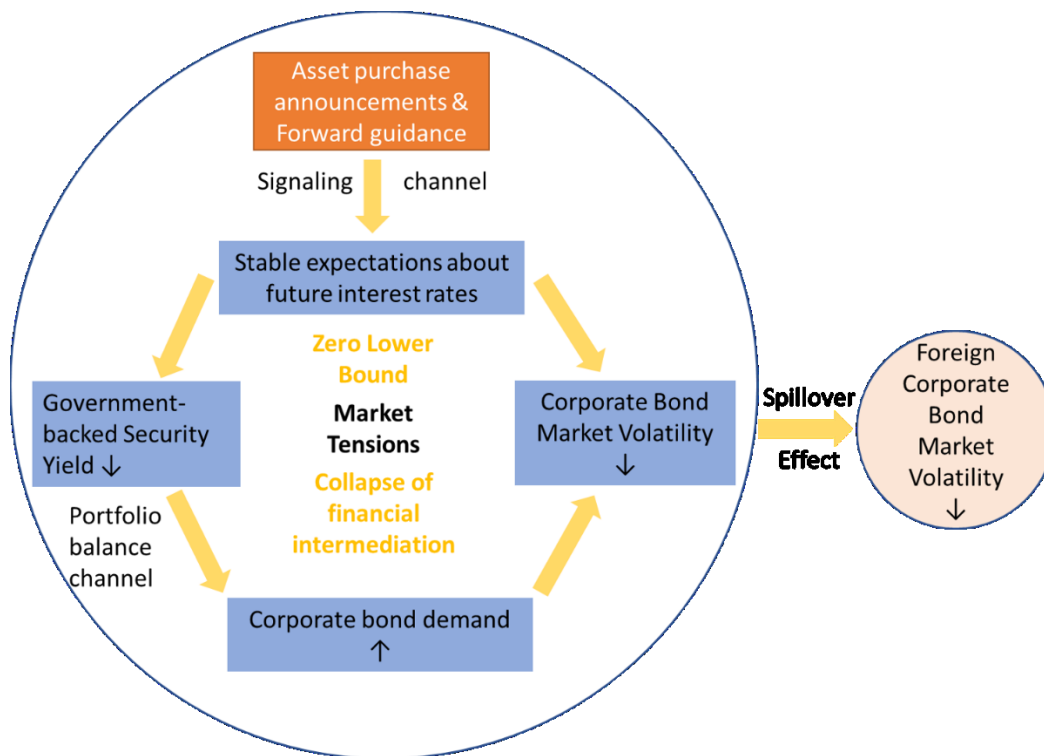 Asset purchase
announcements &
Forward guidance
Signaling channel
Stable expectations about
future interest rates
Zero Lower
Bound
Market
Tensions
Collapse of
financial
intermediation
Government-
backed Security
Yield ↓
Portfolio
balance
channel
Corporate bond demand
↑
Corporate Bond
Market Volatility
↓
Spillover
Effect
Foreign
Corporate
Bond
Market
Volatility
↓